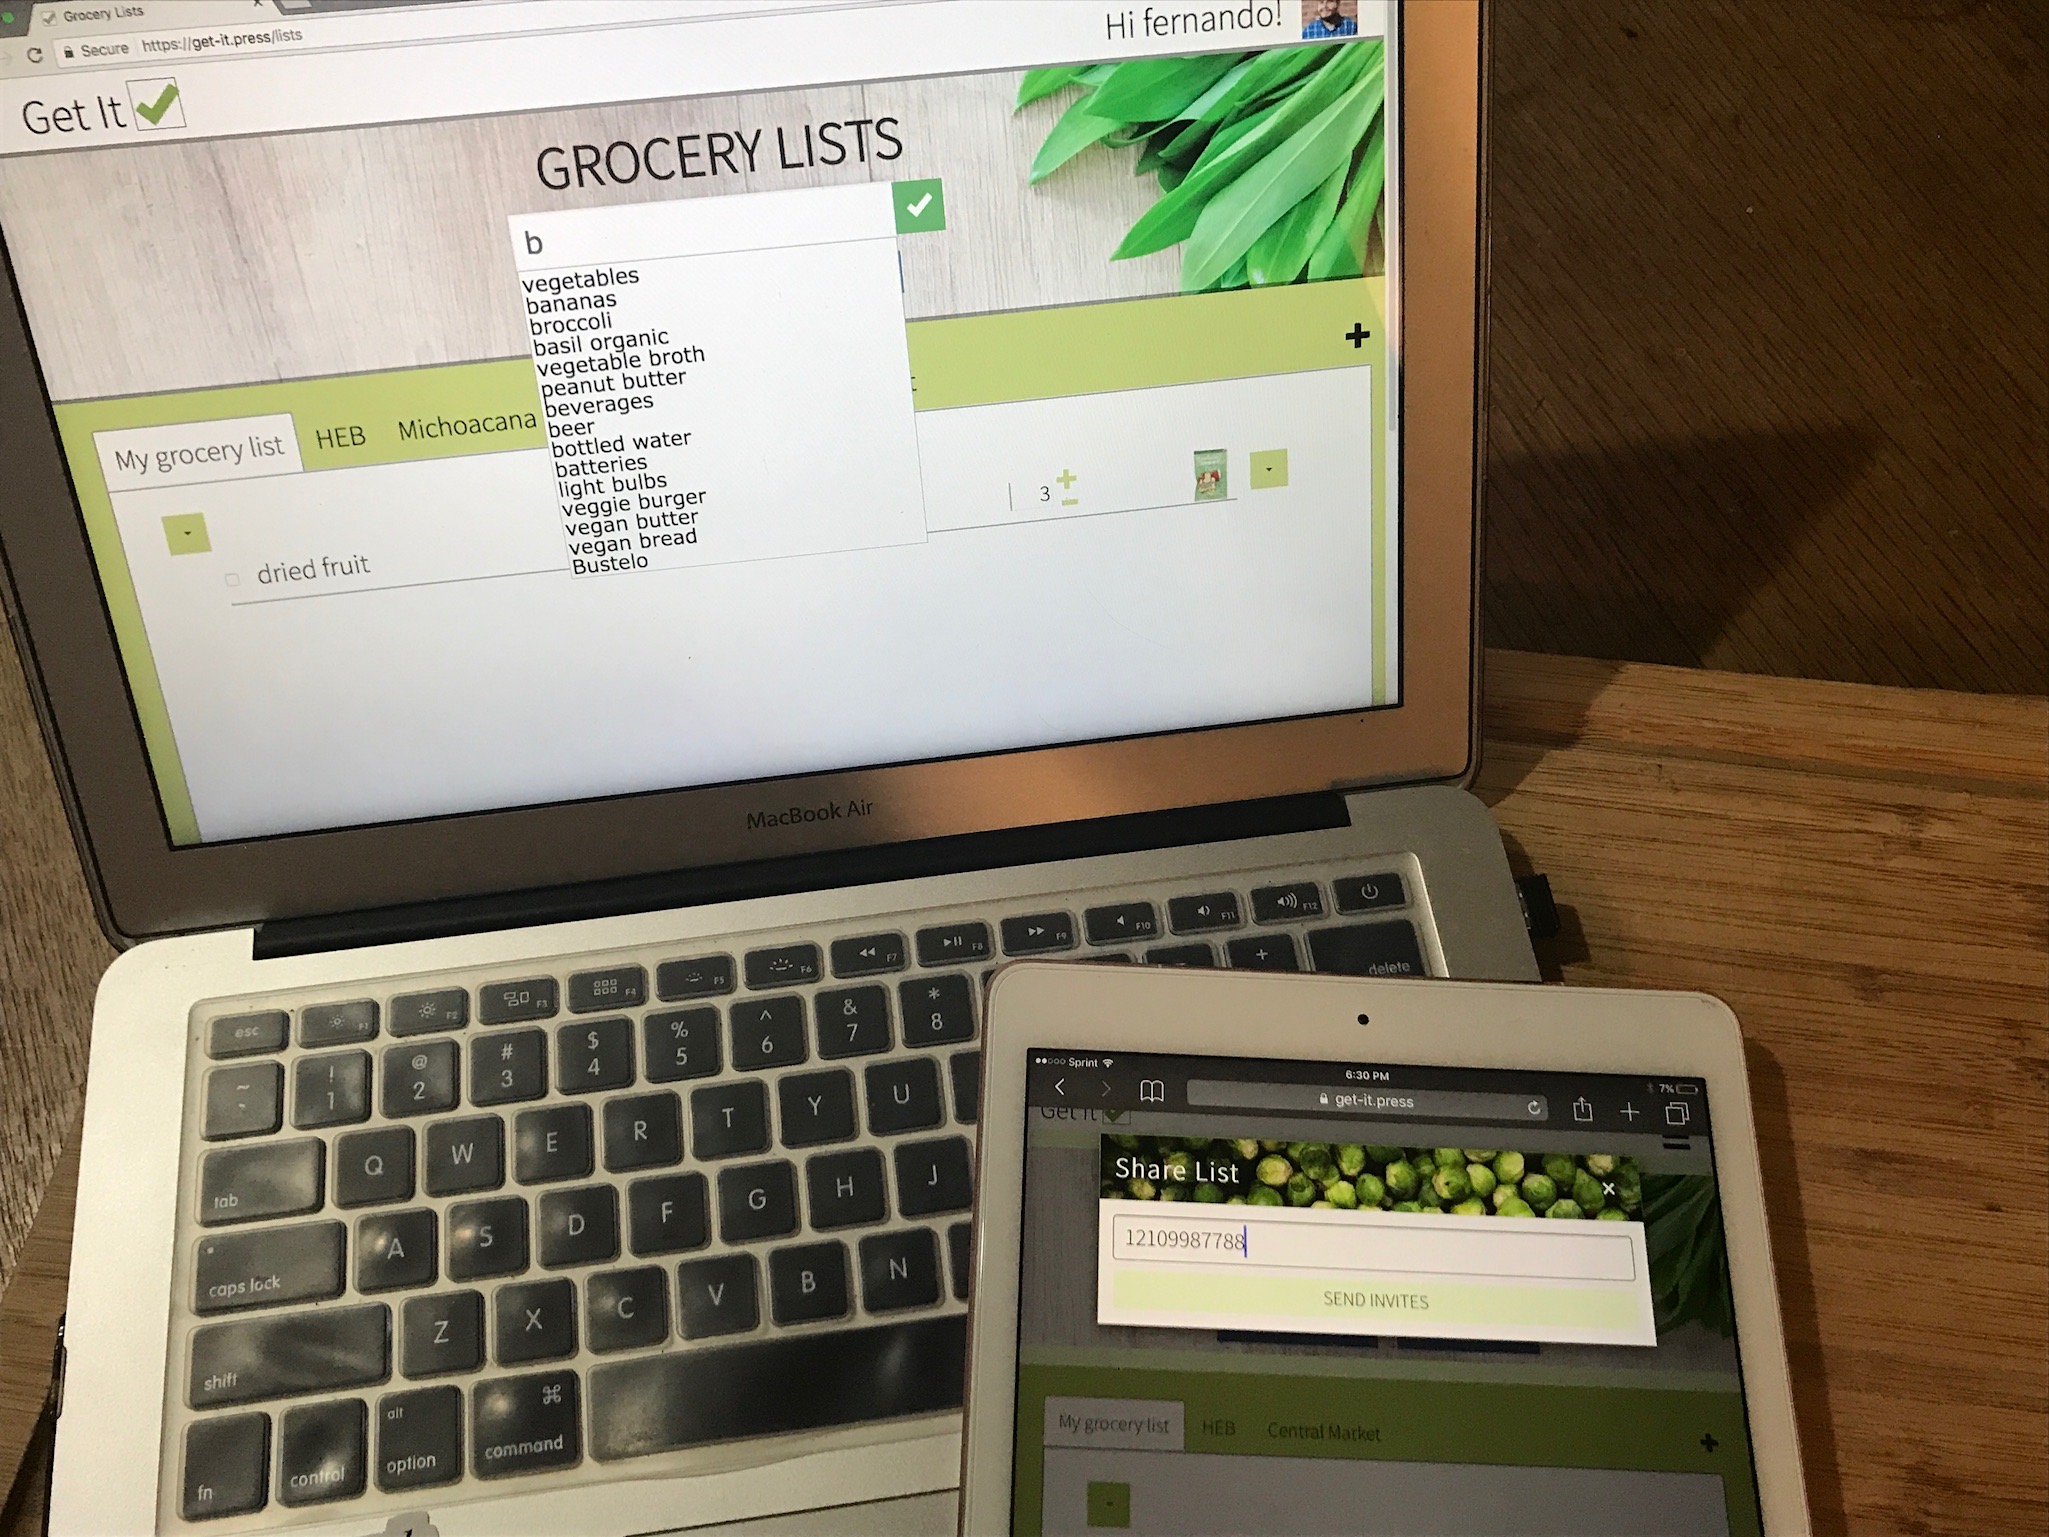 Grocery Lists
Secure https://get-it.press/lists
Hi fernando!
Get It
GROCERY LISTS
b
vegetables
bananas
broccoli
basil organic
vegetable broth
peanut butter
beverages
beer
bottled water
batteries
light bulbs
veggie burger
vegan butter
vegan bread
Bustelo
My grocery list HEB Michoacana
3
dried fruit
MacBook Air
esc F1 F2 F3 F4 F5 F6 F7 F8 F9 F10 F11 F12
~ ! @ # $ % ^ & * +
1 2 3 4 5 6 7 8 delete
tab Q W E R T Y U
caps lock A S D F G H J
shift Z X C V B N
fn control alt option ⌘ command
Sprint 6:30 PM 7%
get-it.press
Get It
Share List ×
12109987788
SEND INVITES
My grocery list HEB Central Market